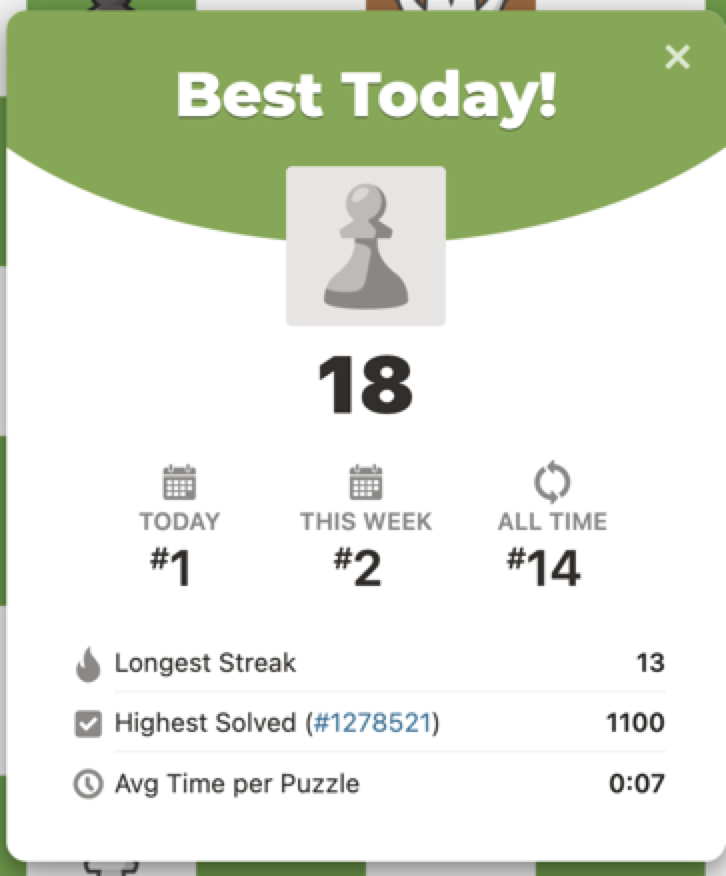 Best Today!
18
TODAY THIS WEEK ALL TIME
#1 #2 #14
Longest Streak 13
Highest Solved (#1278521) 1100
Avg Time per Puzzle 0:07